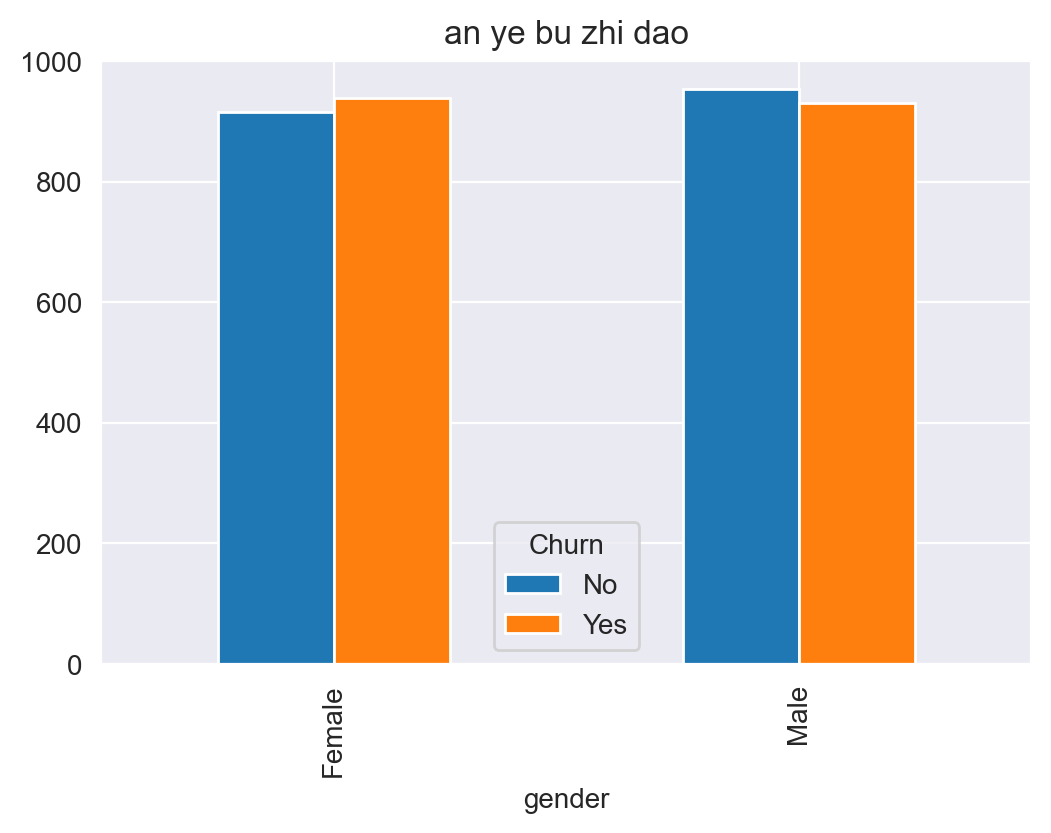 an ye bu zhi dao
1000
800
600
400
200
0
Churn
No
Yes
Female
Male
gender